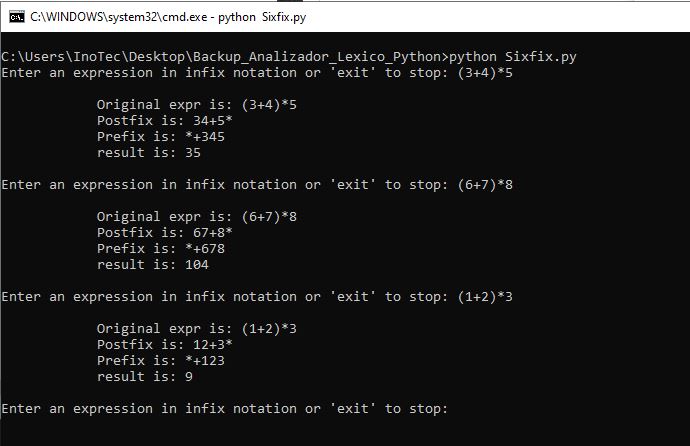 C:\WINDOWS\system32\cmd.exe - python  Sixfix.py
C:\Users\InoTec\Desktop\Backup_Analizador_Lexico_Python>python Sixfix.py
Enter an expression in infix notation or 'exit' to stop: (3+4)*5
Original expr is: (3+4)*5
Postfix is: 34+5*
Prefix is: *+345
result is: 35
Enter an expression in infix notation or 'exit' to stop: (6+7)*8
Original expr is: (6+7)*8
Postfix is: 67+8*
Prefix is: *+678
result is: 104
Enter an expression in infix notation or 'exit' to stop: (1+2)*3
Original expr is: (1+2)*3
Postfix is: 12+3*
Prefix is: *+123
result is: 9
Enter an expression in infix notation or 'exit' to stop: